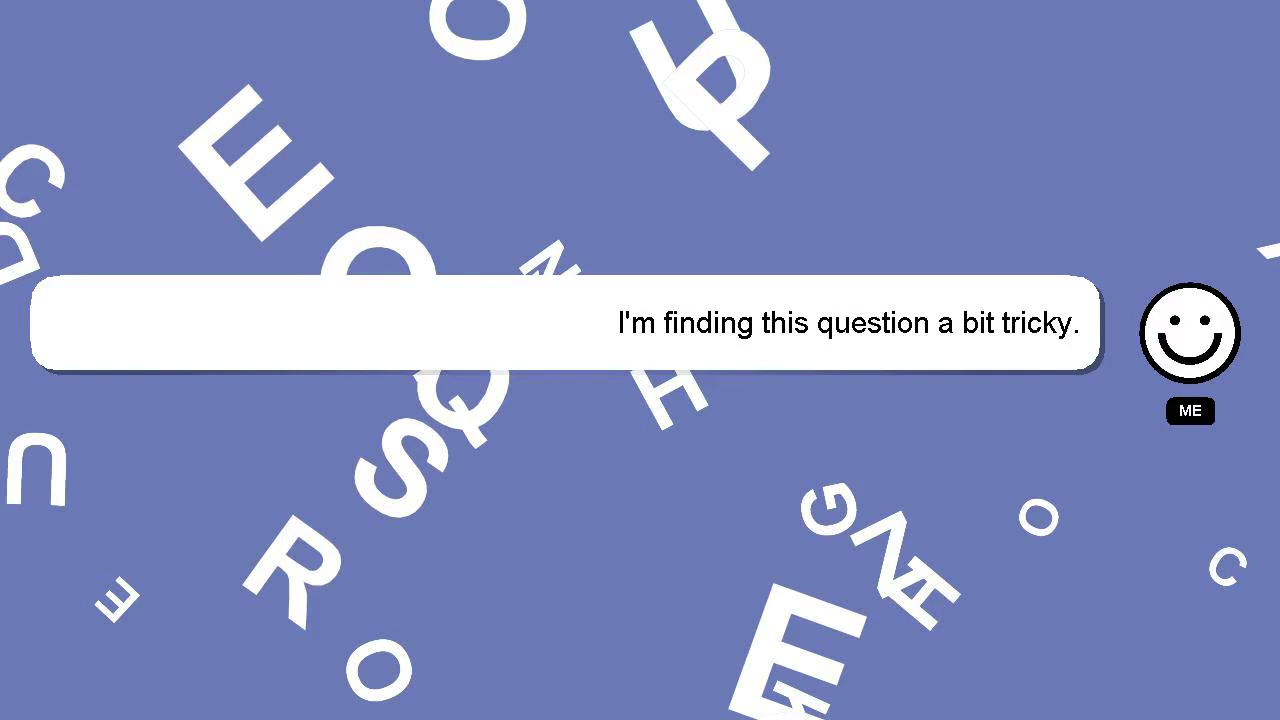 O
U
P
E
C
D
O
N
I'm finding this question a bit tricky.
ME
Q
H
S
U
G
V
O
R
C
E
A
E
O